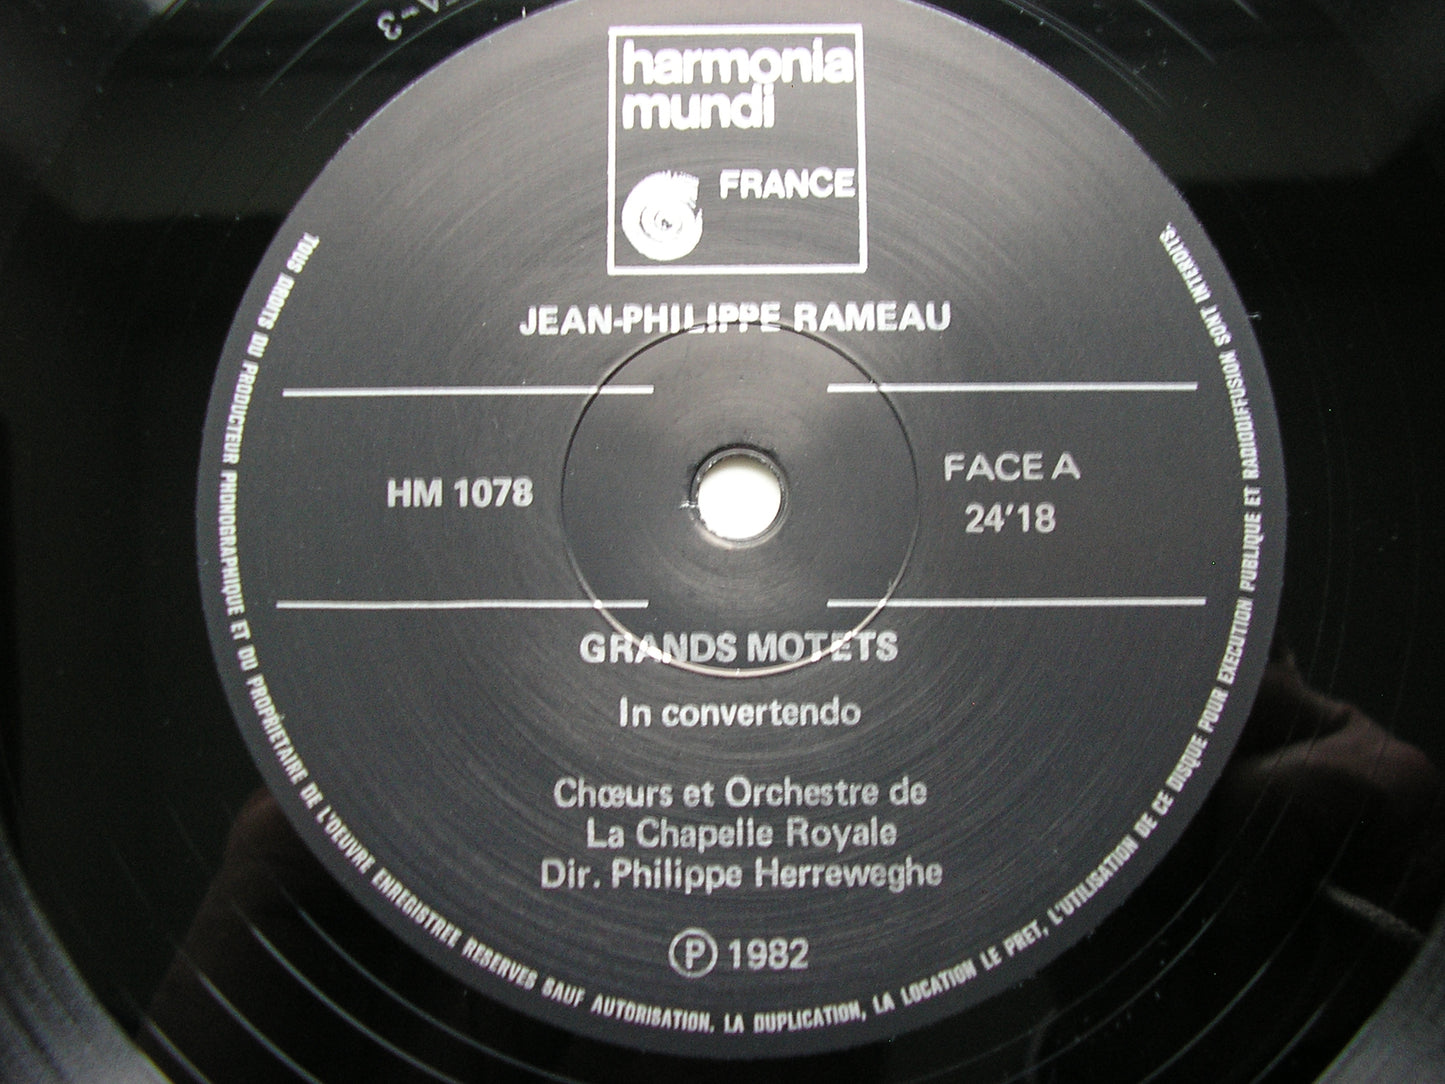 A-3
harmonia
mundi
FRANCE
JEAN-PHILIPPE RAMEAU
HM 1078
FACE A
24'18
GRANDS MOTETS
In convertendo
Chœurs et Orchestre de
La Chapelle Royale
Dir. Philippe Herreweghe
Ⓟ 1982
TOUS DROITS DU PRODUCTEUR PHONOGRAPHIQUE ET DU PROPRIÉTAIRE DE L'OEUVRE ENREGISTREE RESERVES SAUF AUTORISATION, LA DUPLICATION, LA LOCATION LE PRET, L'UTILISATION DE CE DISQUE POUR EXECUTION PUBLIQUE ET RADIODIFFUSION SONT INTERDITS.